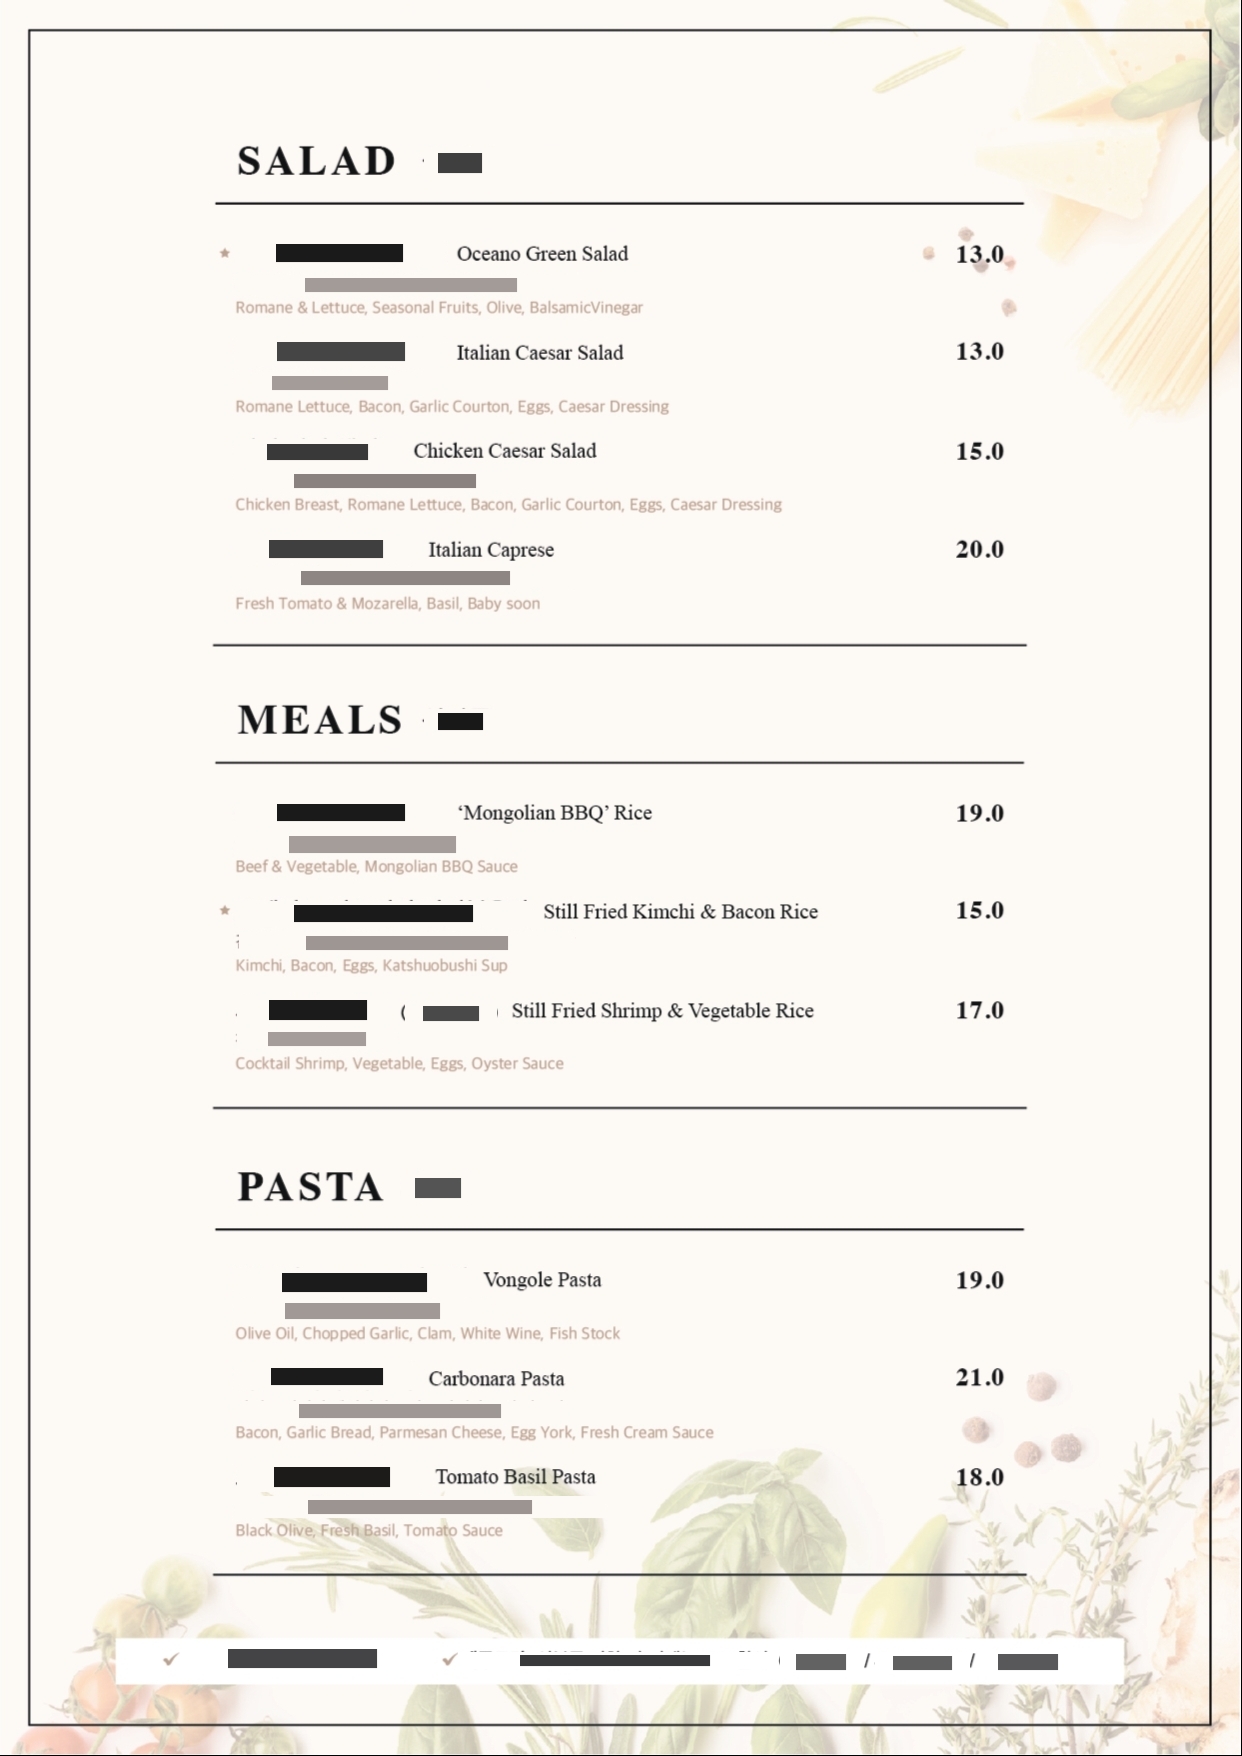 SALAD
Oceano Green Salad 13.0
Romane & Lettuce, Seasonal Fruits, Olive, BalsamicVinegar
Italian Caesar Salad 13.0
Romane Lettuce, Bacon, Garlic Courton, Eggs, Caesar Dressing
Chicken Caesar Salad 15.0
Chicken Breast, Romane Lettuce, Bacon, Garlic Courton, Eggs, Caesar Dressing
Italian Caprese 20.0
Fresh Tomato & Mozarella, Basil, Baby soon
MEALS
‘Mongolian BBQ’ Rice 19.0
Beef & Vegetable, Mongolian BBQ Sauce
Still Fried Kimchi & Bacon Rice 15.0
Kimchi, Bacon, Eggs, Katshuobushi Sup
Still Fried Shrimp & Vegetable Rice 17.0
Cocktail Shrimp, Vegetable, Eggs, Oyster Sauce
PASTA
Vongole Pasta 19.0
Olive Oil, Chopped Garlic, Clam, White Wine, Fish Stock
Carbonara Pasta 21.0
Bacon, Garlic Bread, Parmesan Cheese, Egg York, Fresh Cream Sauce
Tomato Basil Pasta 18.0
Black Olive, Fresh Basil, Tomato Sauce